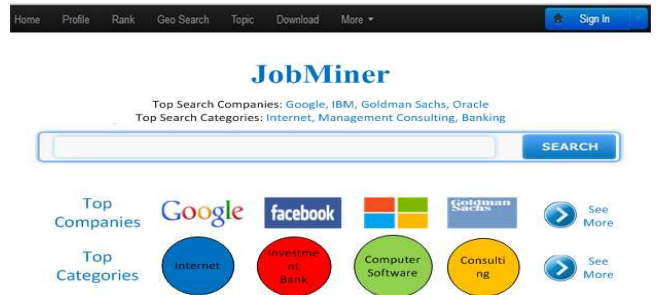 Home Profile Rank Geo Search Topic Download More Sign In
JobMiner
Top Search Companies: Google, IBM, Goldman Sachs, Oracle
Top Search Categories: Internet, Management Consulting, Banking
SEARCH
Top
Companies
Google facebook
Goldman
Sachs
See
More
Top
Categories
Internet
Investme
nt
Bank
Computer
Software
Consulti
ng
See
More